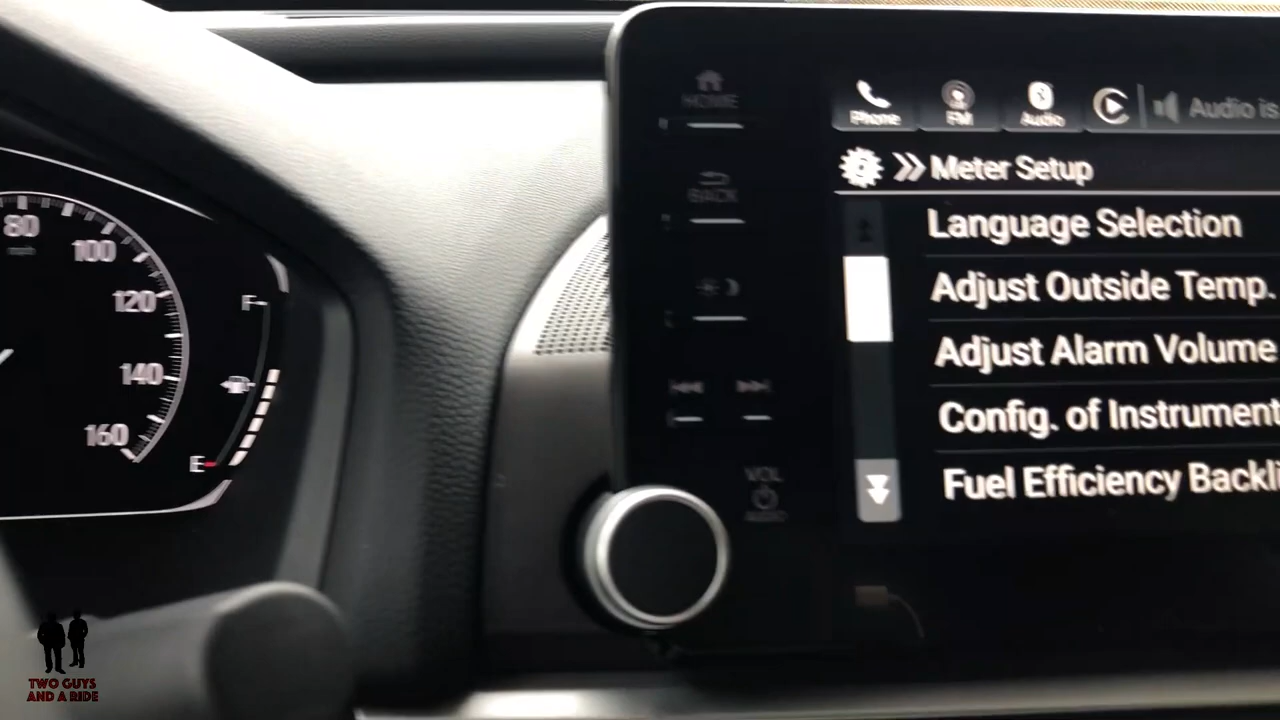 80
mph
100
120
140
160
F
E
HOME
BACK
VOL
AUDIO
Phone
FM
Audio
Audio is
Meter Setup
Language Selection
Adjust Outside Temp.
Adjust Alarm Volume
Config. of Instrument
Fuel Efficiency Backli
TWO GUYS
AND A RIDE